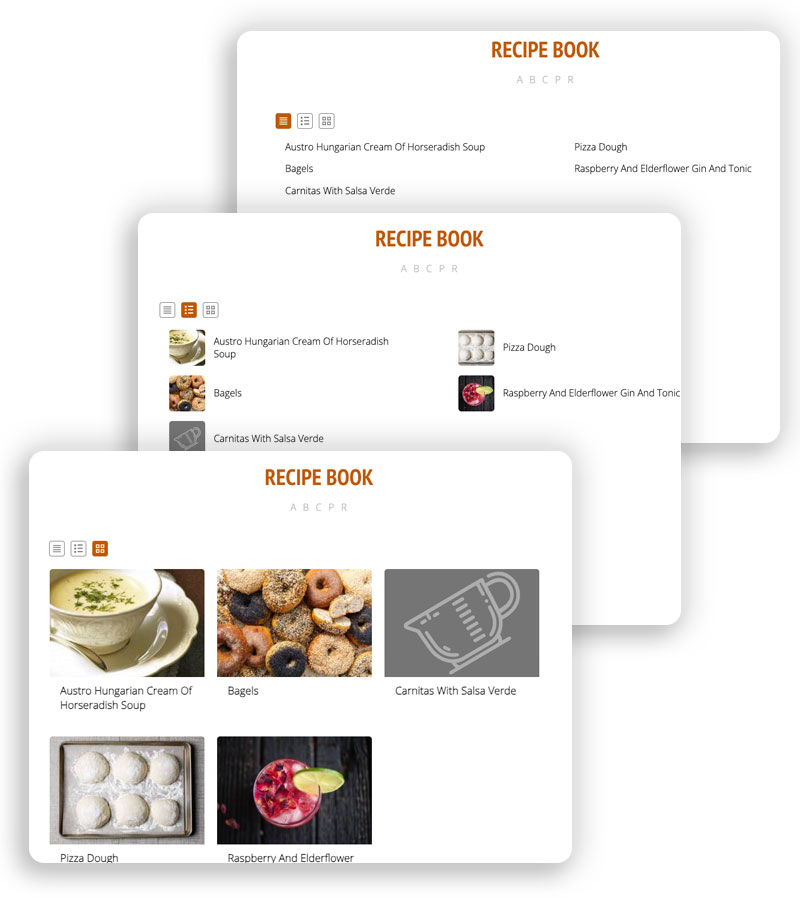 RECIPE BOOK
A B C P R
Austro Hungarian Cream Of Horseradish Soup
Pizza Dough
Bagels
Raspberry And Elderflower Gin And Tonic
Carnitas With Salsa Verde
RECIPE BOOK
A B C P R
Austro Hungarian Cream Of Horseradish
Soup
Pizza Dough
Bagels
Raspberry And Elderflower Gin And Tonic
Carnitas With Salsa Verde
RECIPE BOOK
A B C P R
Austro Hungarian Cream Of
Horseradish Soup
Bagels
Carnitas With Salsa Verde
Pizza Dough
Raspberry And Elderflower